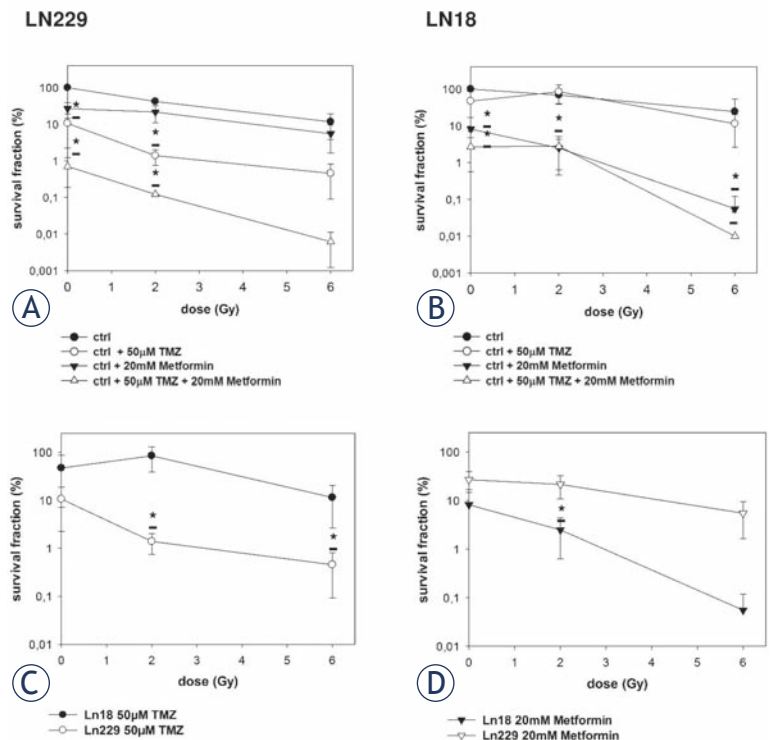 LN229
LN18
survival fraction (%)
100
10
1
0,1
0,01
0,001
*
*
*
*
0 1 2 3 4 5 6
dose (Gy)
A
ctrl
ctrl + 50µM TMZ
ctrl + 20mM Metformin
ctrl + 50µM TMZ + 20mM Metformin
survival fraction (%)
100
10
1
0,1
0,01
0,001
*
*
*
*
*
0 1 2 3 4 5 6
dose (Gy)
B
ctrl
ctrl + 50µM TMZ
ctrl + 20mM Metformin
ctrl + 50µM TMZ + 20mM Metformin
survival fraction (%)
100
10
1
0,1
0,01
*
*
0 1 2 3 4 5 6
dose (Gy)
C
Ln18 50µM TMZ
Ln229 50µM TMZ
survival fraction (%)
100
10
1
0,1
0,01
*
0 1 2 3 4 5 6
dose (Gy)
D
Ln18 20mM Metformin
Ln229 20mM Metformin